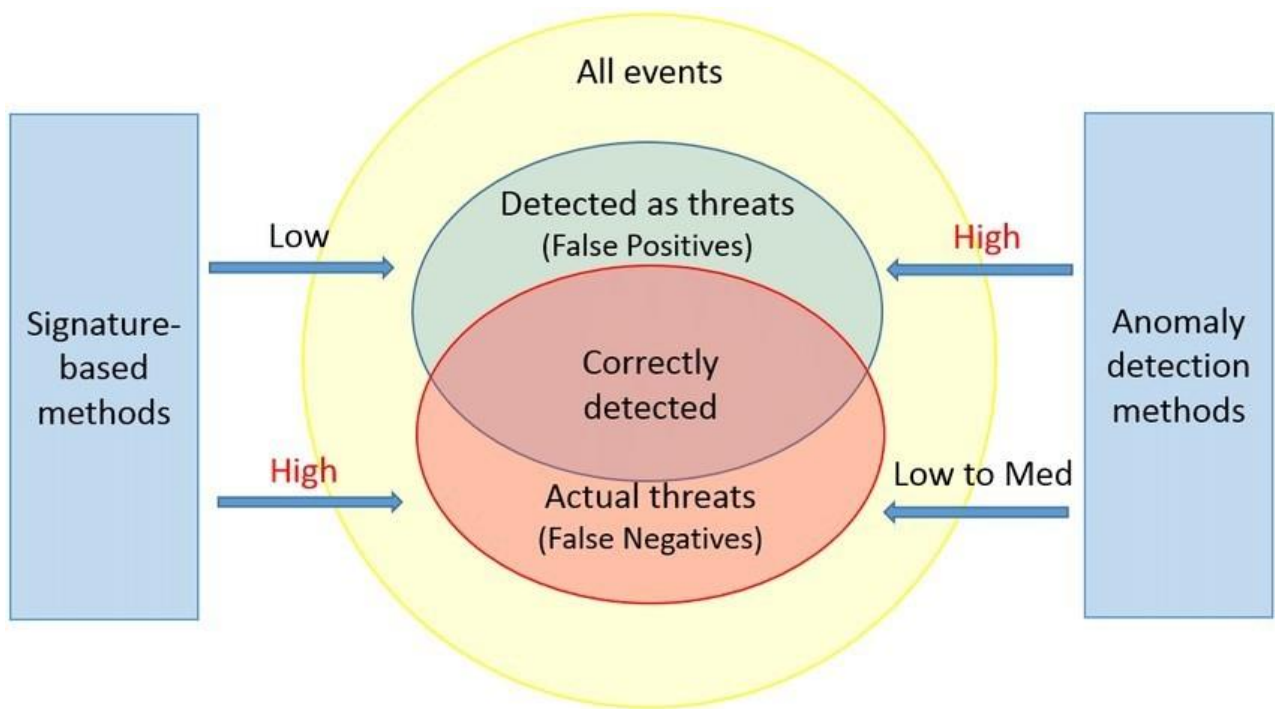 All events
Detected as threats
(False Positives)
Low
High
Signature-
based
methods
Correctly
detected
Anomaly
detection
methods
High
Low to Med
Actual threats
(False Negatives)